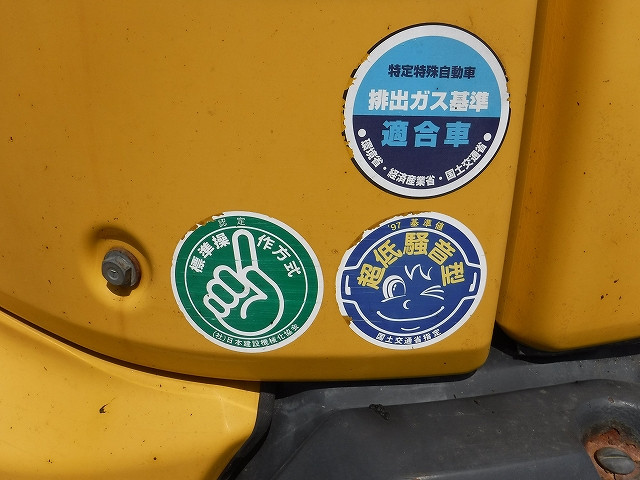 特定特殊自動車
排出ガス基準
適合車
●環境省・経済産業省・国土交通省●
認定
標準操作方式
(社)日本建設機械化協会
'97 基準値
超低騒音型
国土交通省指定